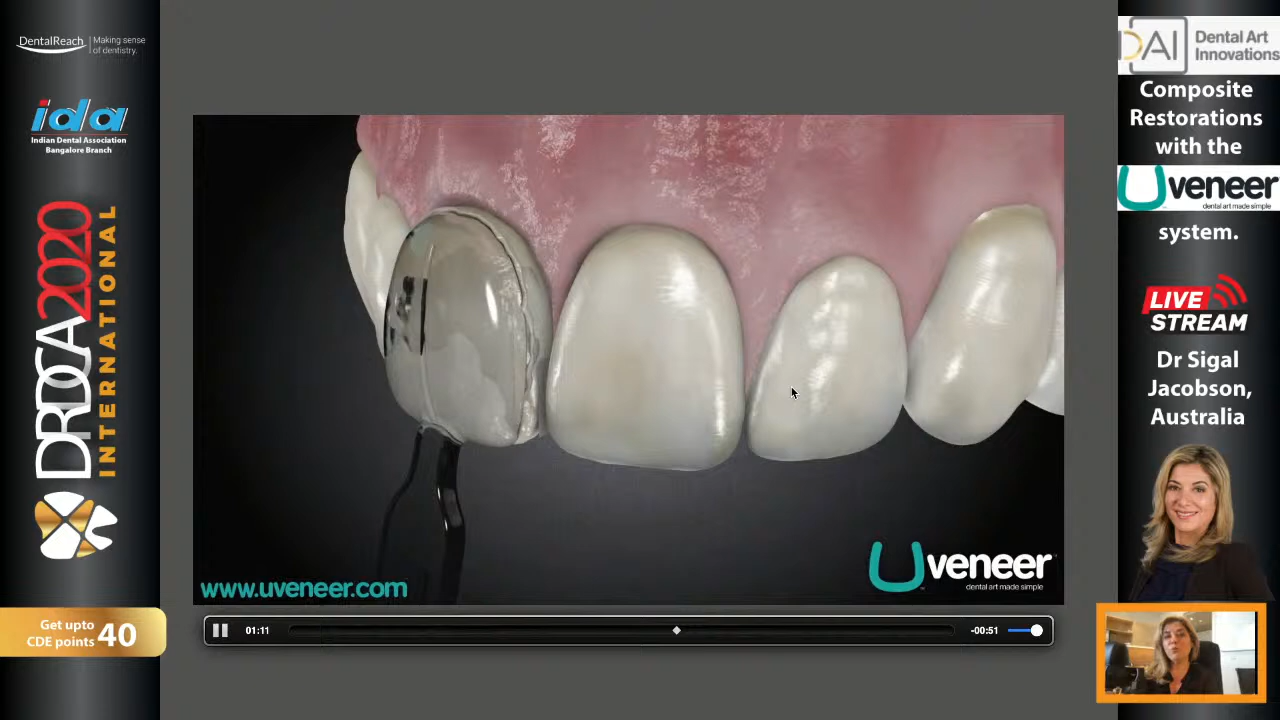 DentalReach
Making sense
of dentistry.
ida
Indian Dental Association
Bangalore Branch
DRDCA2020
INTERNATIONAL
Get upto
CDE points 40
www.uveneer.com
Uveneer
dental art made simple
01:11
-00:51
DAI
Dental Art
Innovations
Composite
Restorations
with the
Uveneer
dental art made simple
system.
LIVE
STREAM
Dr Sigal
Jacobson,
Australia